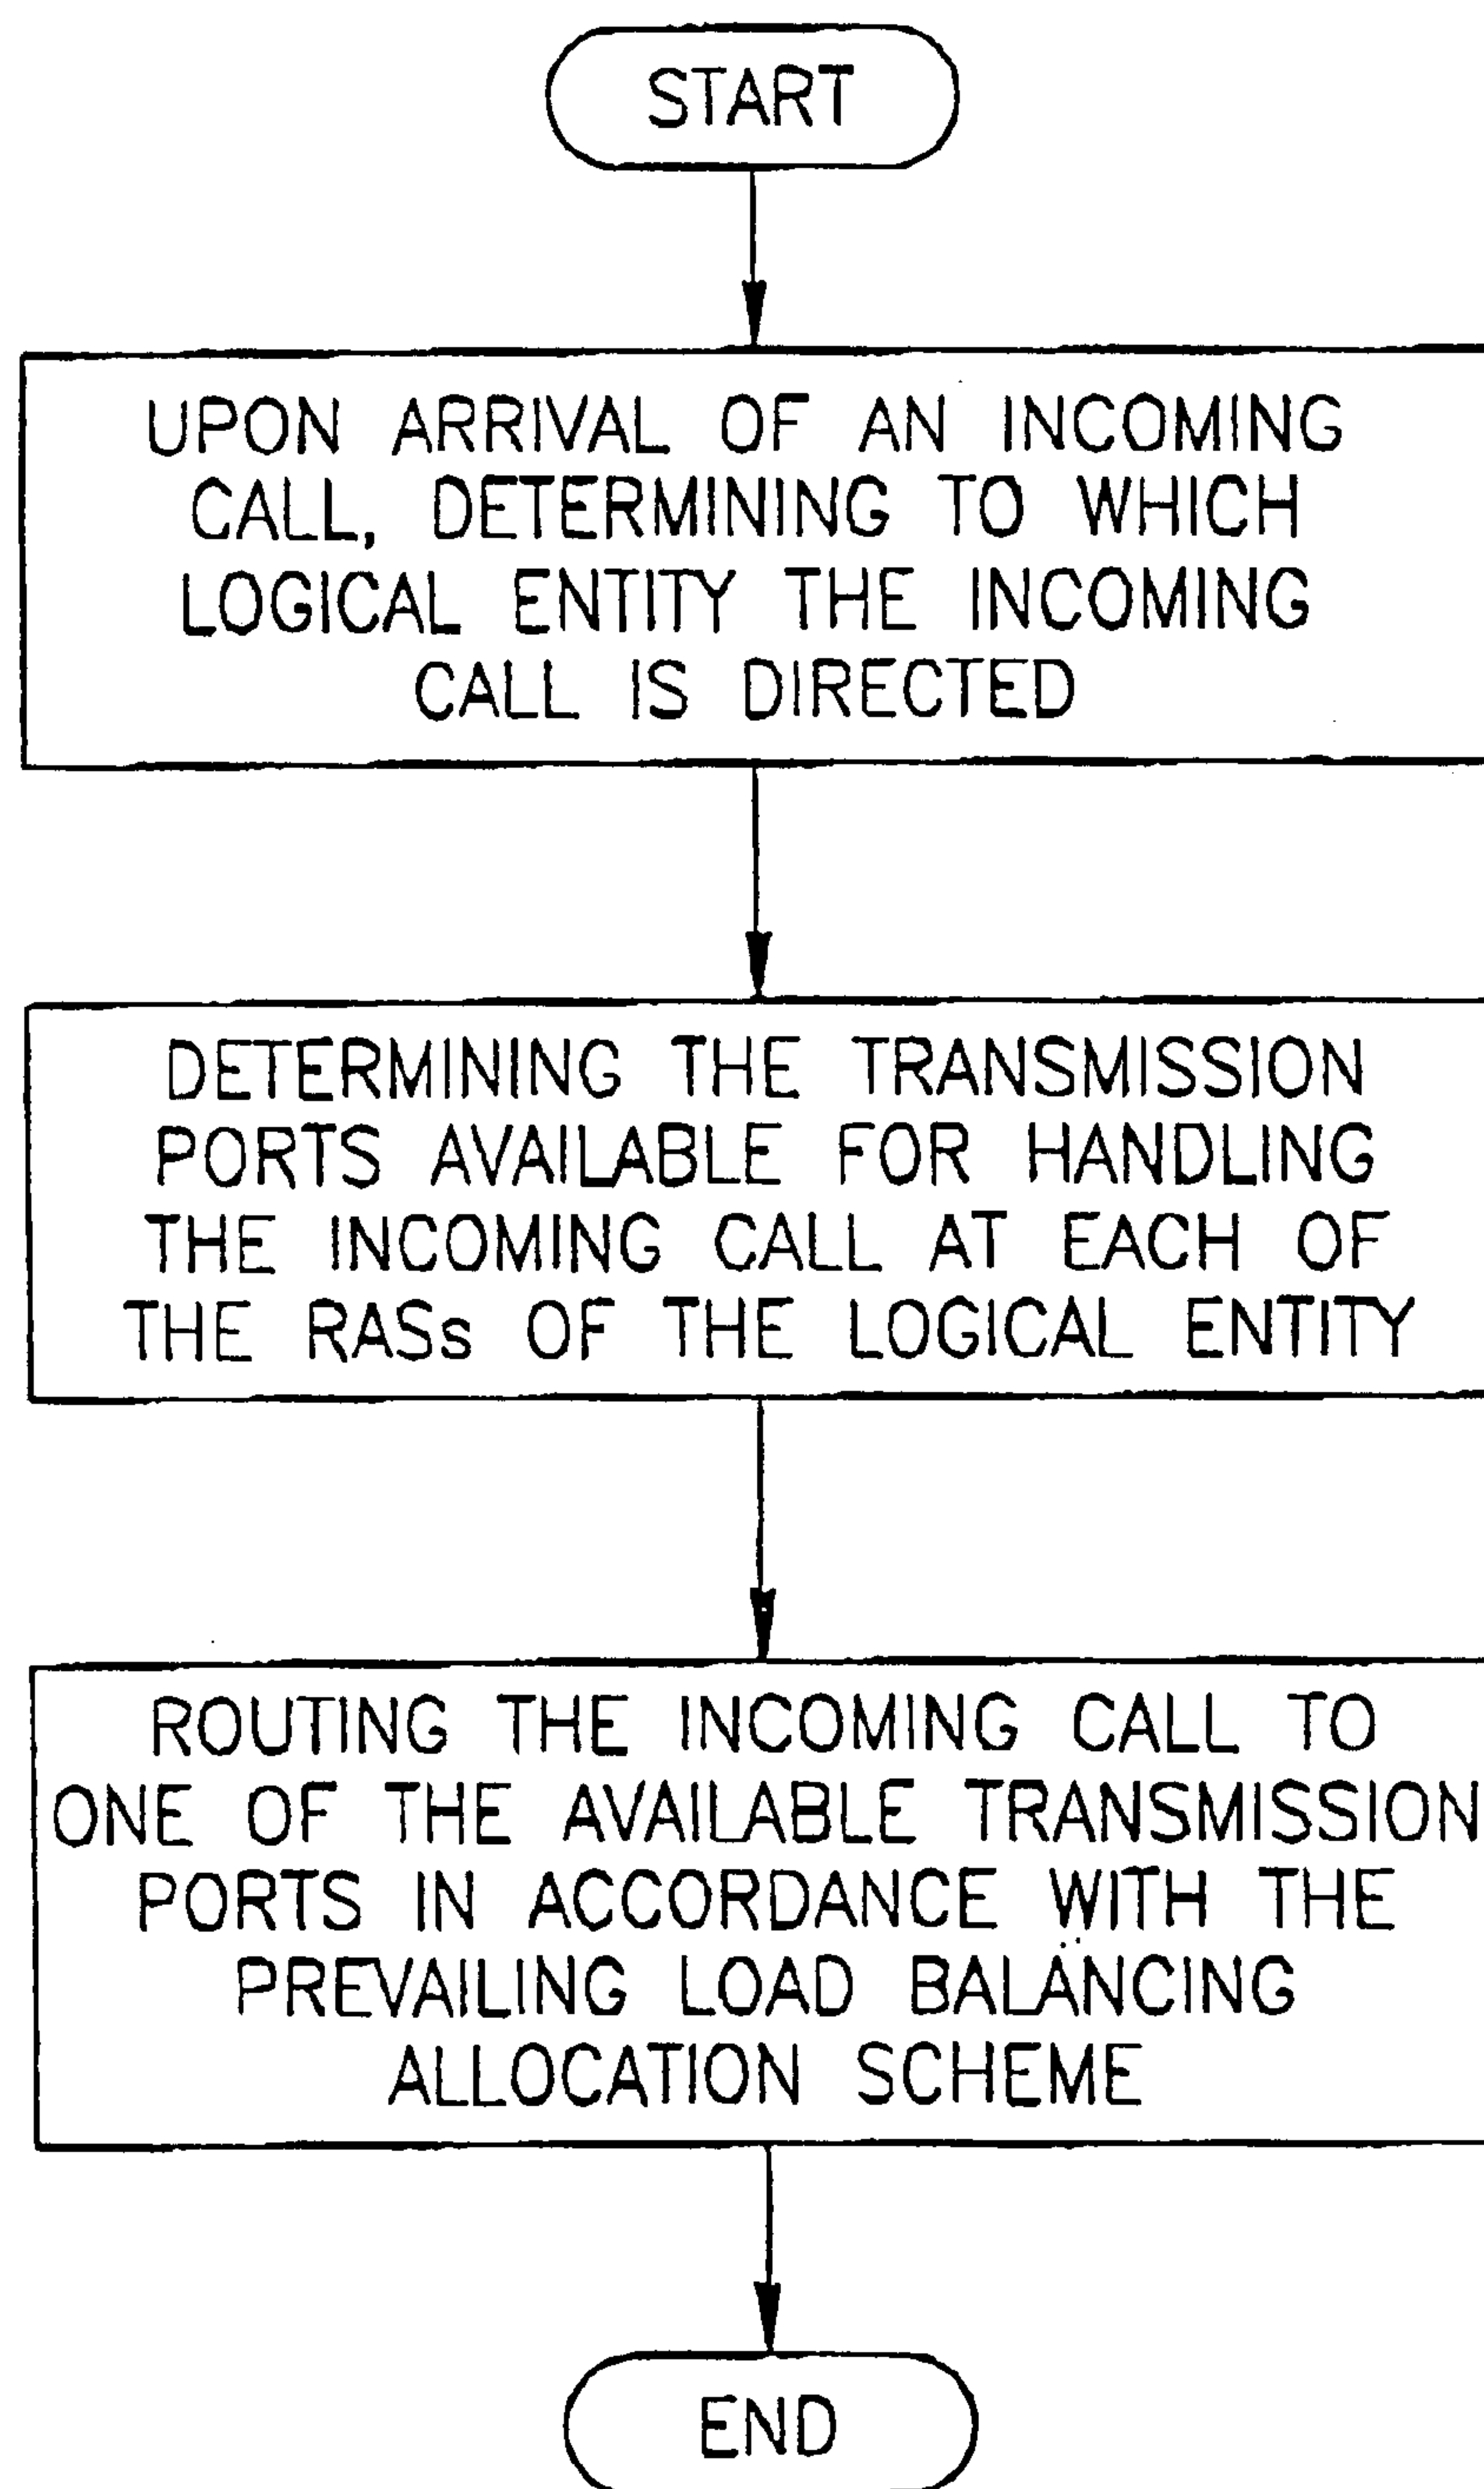 START
UPON ARRIVAL OF AN INCOMING
CALL, DETERMINING TO WHICH
LOGICAL ENTITY THE INCOMING
CALL IS DIRECTED
DETERMINING THE TRANSMISSION
PORTS AVAILABLE FOR HANDLING
THE INCOMING CALL AT EACH OF
THE RASs OF THE LOGICAL ENTITY
ROUTING THE INCOMING CALL TO
ONE OF THE AVAILABLE TRANSMISSION
PORTS IN ACCORDANCE WITH THE
PREVAILING LOAD BALANCING
ALLOCATION SCHEME
END